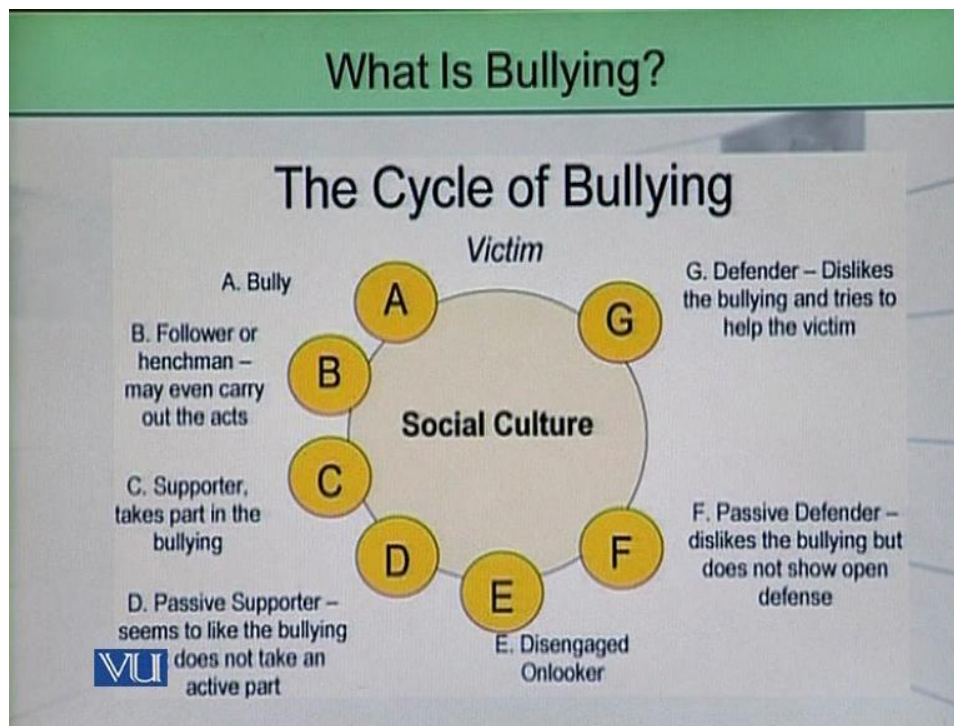 What Is Bullying?
The Cycle of Bullying
Victim
A. Bully
A
B. Follower or
henchman –
may even carry
out the acts
B
C. Supporter,
takes part in the
bullying
C
D. Passive Supporter –
seems to like the bullying
does not take an
active part
D
E
E. Disengaged
Onlooker
F
F. Passive Defender –
dislikes the bullying but
does not show open
defense
G
G. Defender – Dislikes
the bullying and tries to
help the victim
Social Culture
VU